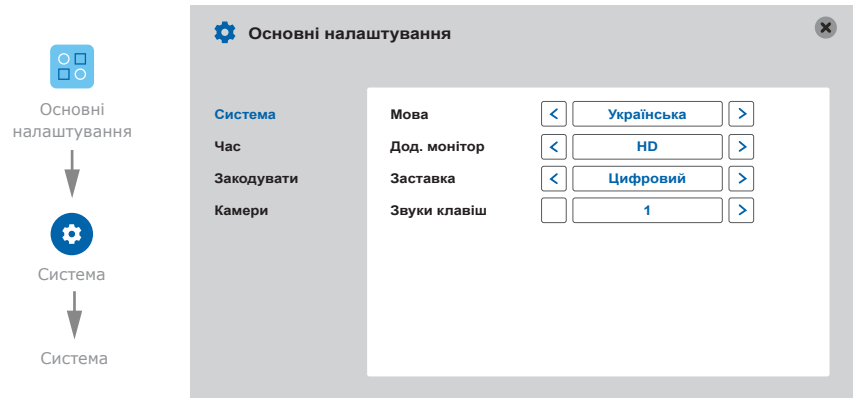 Основні
налаштування
Система
Система
Основні налаштування
Система
Час
Закодувати
Камери
Мова < Українська >
Дод. монітор < HD >
Заставка < Цифровий >
Звуки клавіш 1 >